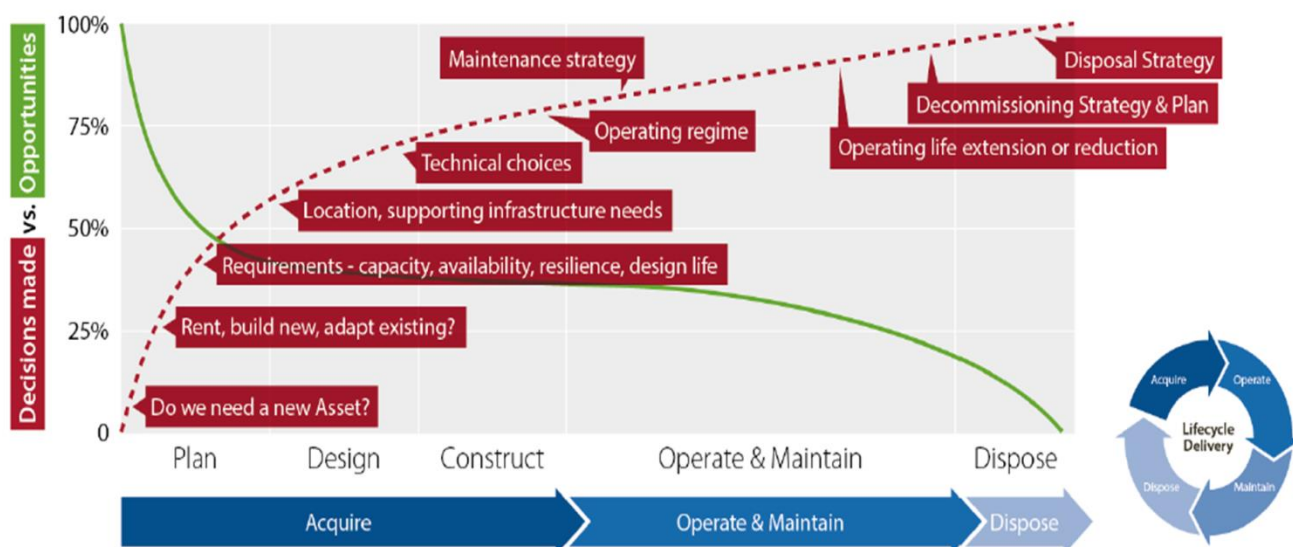 Decisions made vs. Opportunities
100%
75%
50%
25%
0
Maintenance strategy
Disposal Strategy
Decommissioning Strategy & Plan
Operating regime
Operating life extension or reduction
Technical choices
Location, supporting infrastructure needs
Requirements - capacity, availability, resilience, design life
Rent, build new, adapt existing?
Do we need a new Asset?
Plan
Design
Construct
Operate & Maintain
Dispose
Acquire
Operate & Maintain
Dispose
Acquire
Operate
Lifecycle
Delivery
Dispose
Maintain